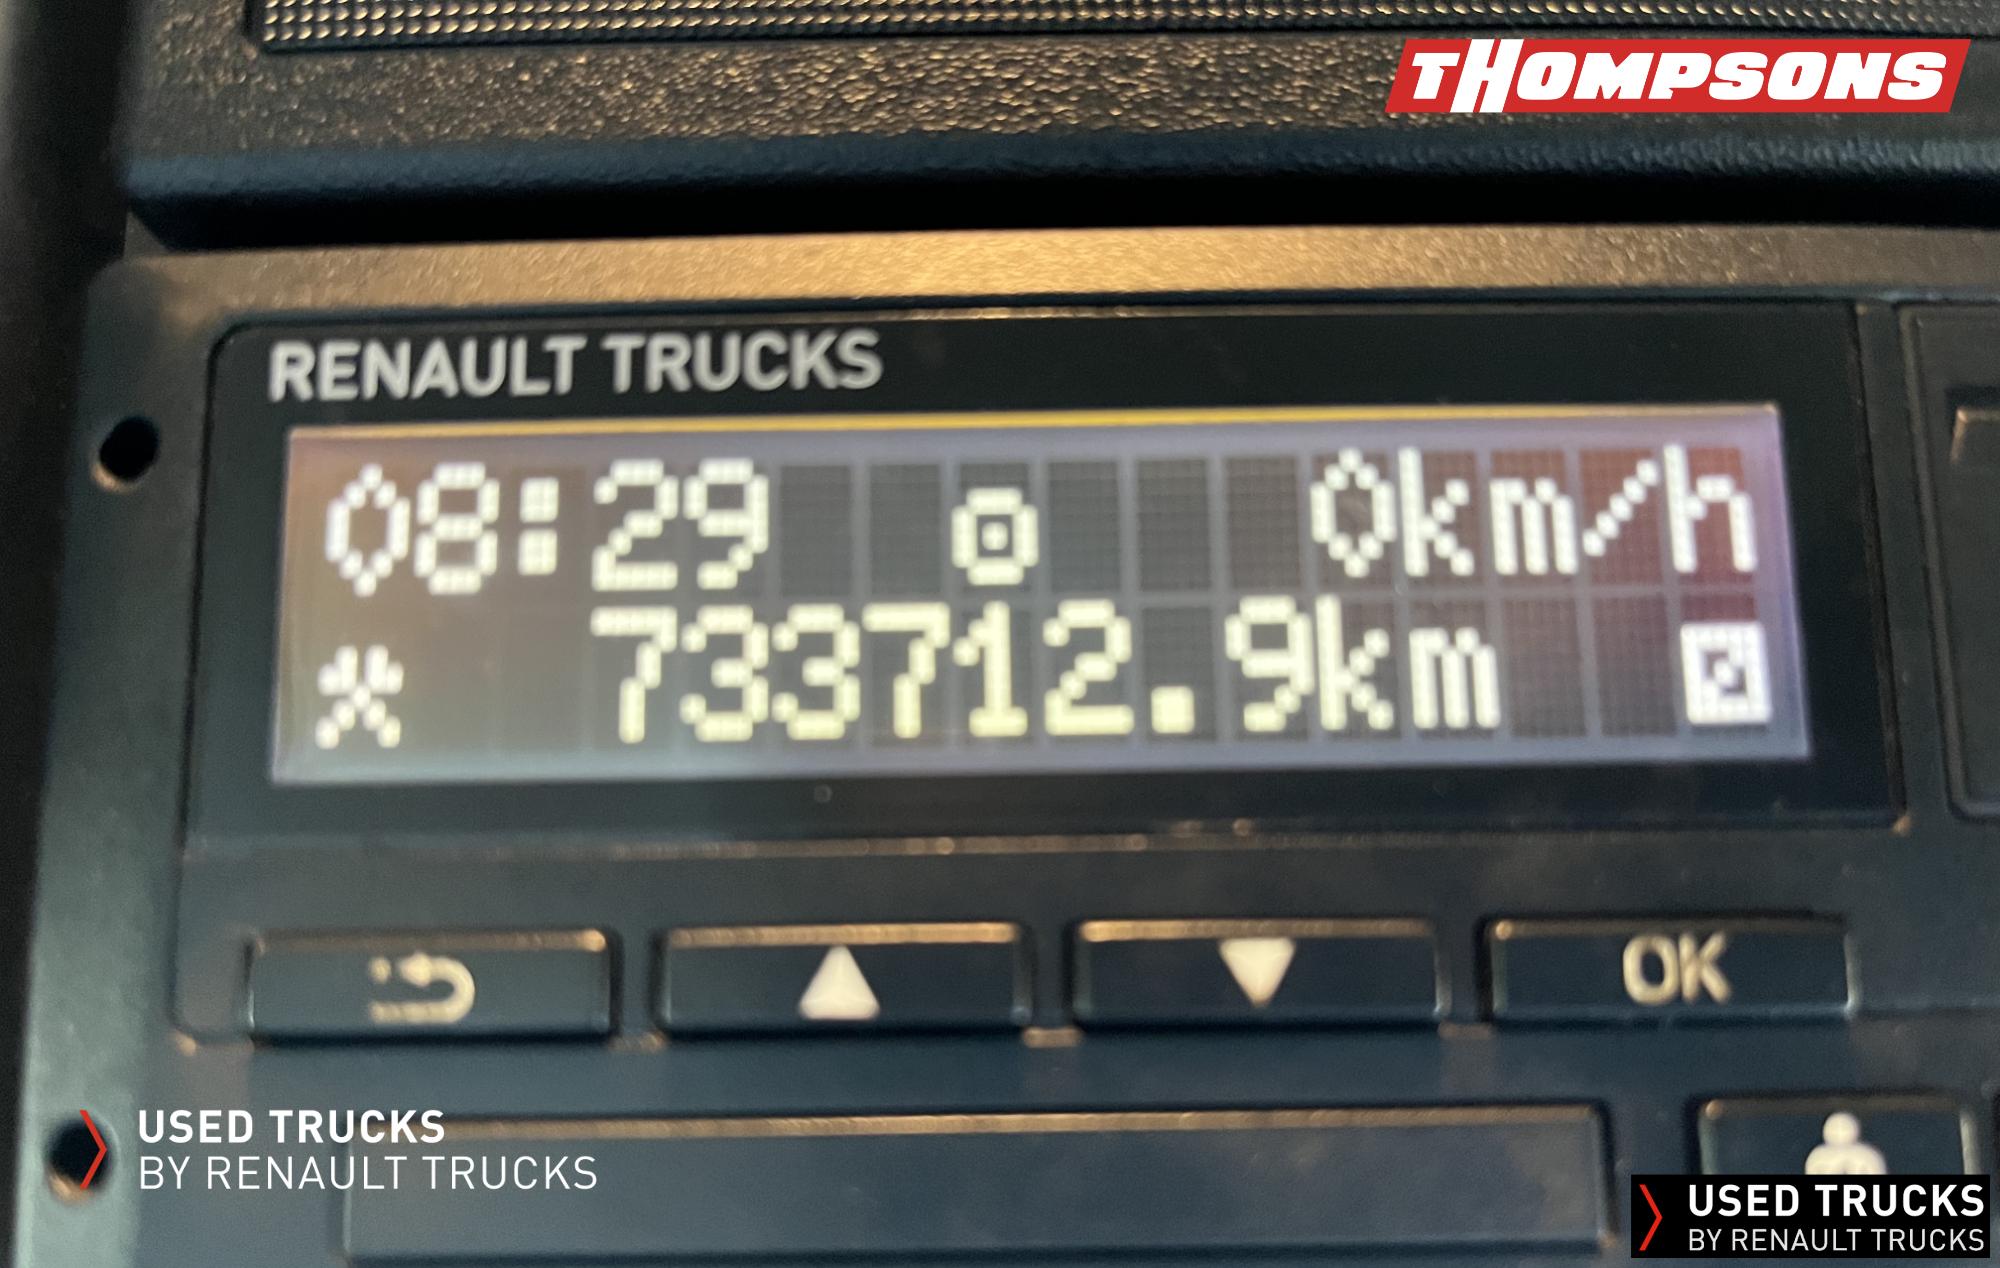 THOMPSONS
RENAULT TRUCKS
08:29 0km/h
733712.9km
OK
USED TRUCKS
BY RENAULT TRUCKS
USED TRUCKS
BY RENAULT TRUCKS